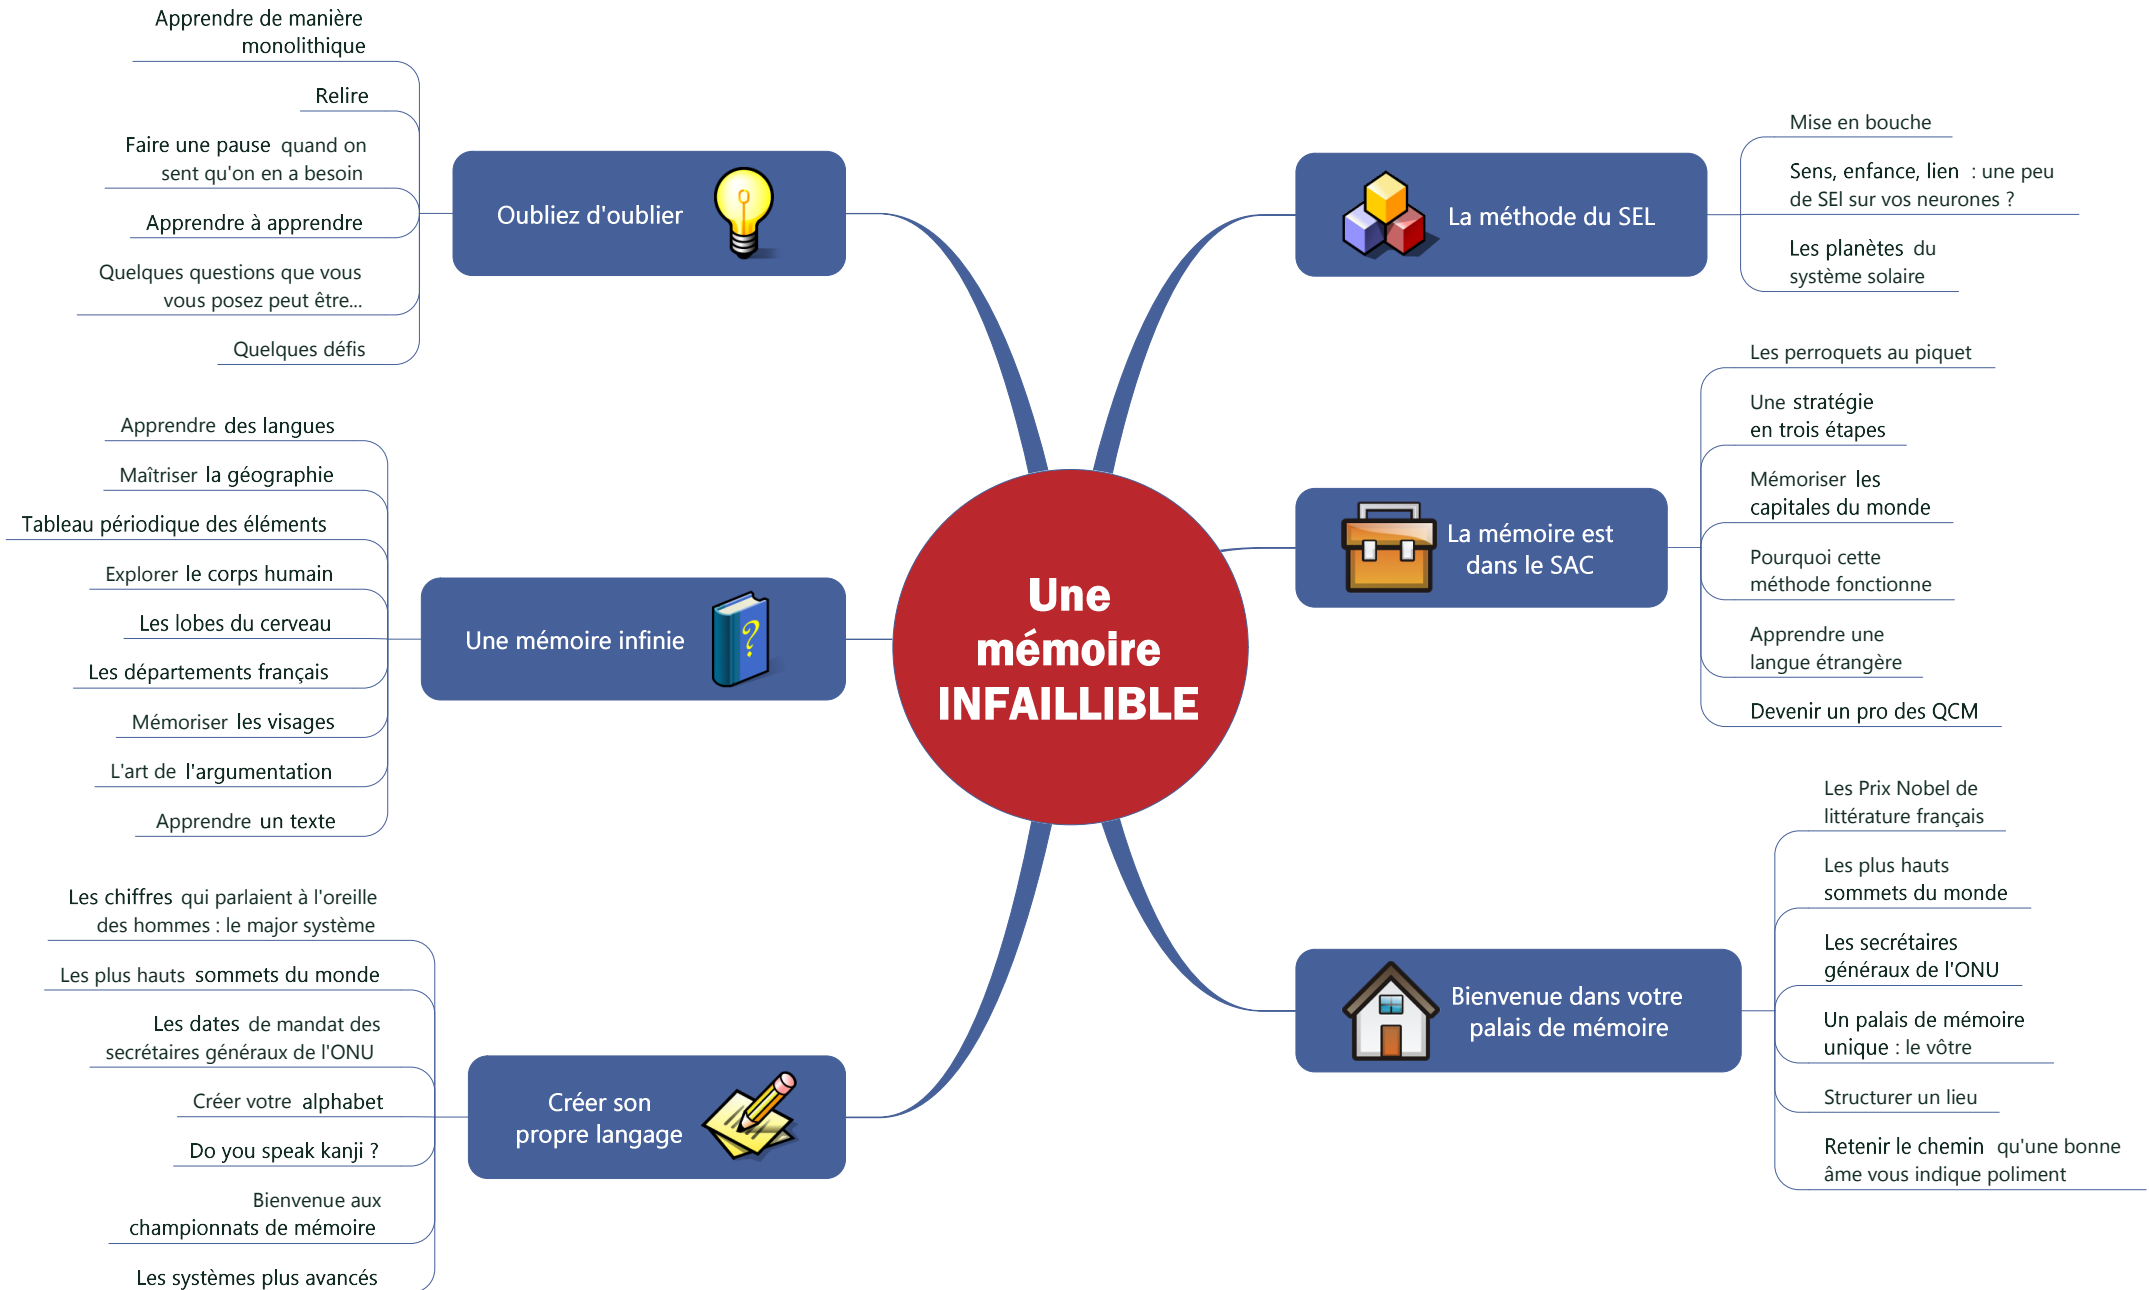 Une
mémoire
INFAILLIBLE
La méthode du SEL
Mise en bouche
Sens, enfance, lien : une peu
de SEl sur vos neurones ?
Les planètes du
système solaire
La mémoire est
dans le SAC
Les perroquets au piquet
Une stratégie
en trois étapes
Mémoriser les
capitales du monde
Pourquoi cette
méthode fonctionne
Apprendre une
langue étrangère
Devenir un pro des QCM
Bienvenue dans votre
palais de mémoire
Les Prix Nobel de
littérature français
Les plus hauts
sommets du monde
Les secrétaires
généraux de l'ONU
Un palais de mémoire
unique : le vôtre
Structurer un lieu
Retenir le chemin qu'une bonne
âme vous indique poliment
Créer son
propre langage
Les chiffres qui parlaient à l'oreille
des hommes : le major système
Les plus hauts sommets du monde
Les dates de mandat des
secrétaires généraux de l'ONU
Créer votre alphabet
Do you speak kanji ?
Bienvenue aux
championnats de mémoire
Les systèmes plus avancés
Une mémoire infinie
?
Apprendre des langues
Maîtriser la géographie
Tableau périodique des éléments
Explorer le corps humain
Les lobes du cerveau
Les départements français
Mémoriser les visages
L'art de l'argumentation
Apprendre un texte
Oubliez d'oublier
Apprendre de manière
monolithique
Relire
Faire une pause quand on
sent qu'on en a besoin
Apprendre à apprendre
Quelques questions que vous
vous posez peut être...
Quelques défis